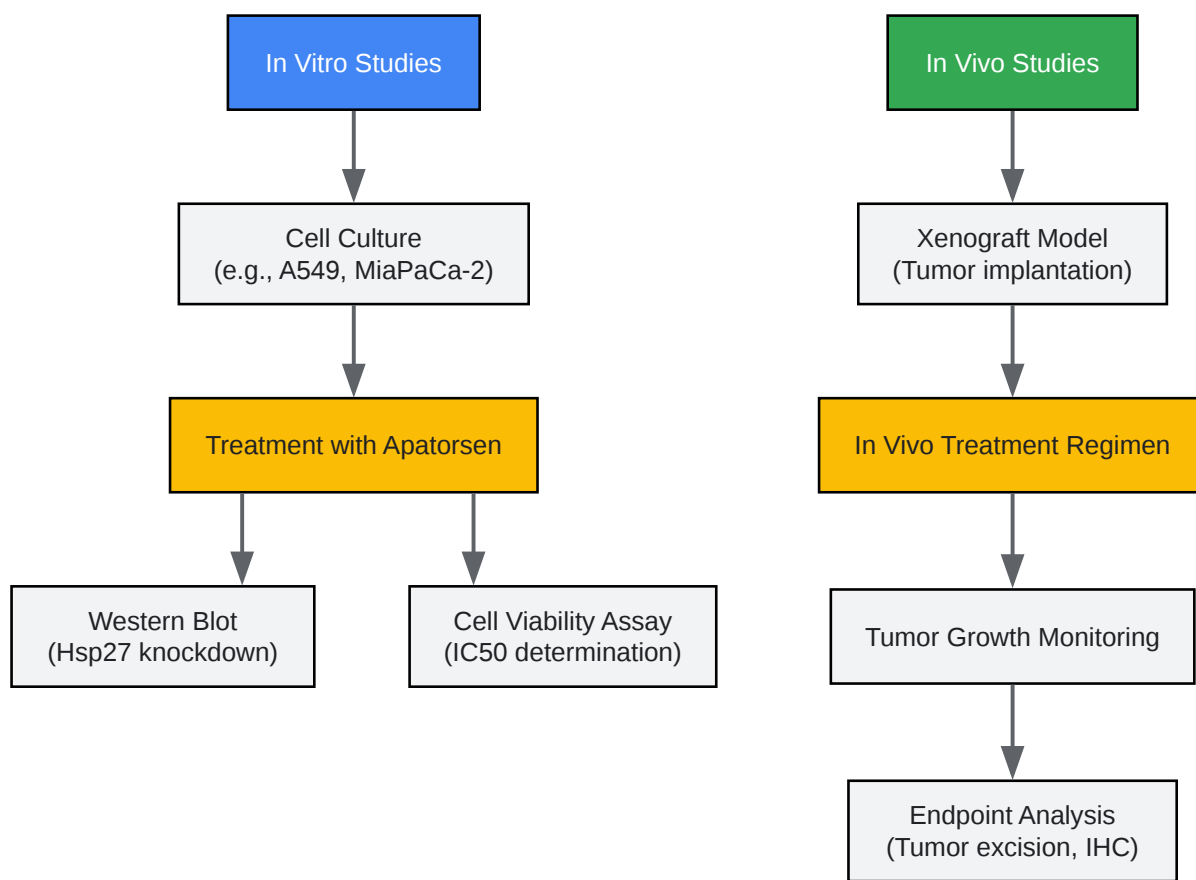 In Vitro Studies
Cell Culture
(e.g., A549, MiaPaCa-2)
Treatment with Apatorsen
Western Blot
(Hsp27 knockdown)
Cell Viability Assay
(IC50 determination)
In Vivo Studies
Xenograft Model
(Tumor implantation)
In Vivo Treatment Regimen
Tumor Growth Monitoring
Endpoint Analysis
(Tumor excision, IHC)